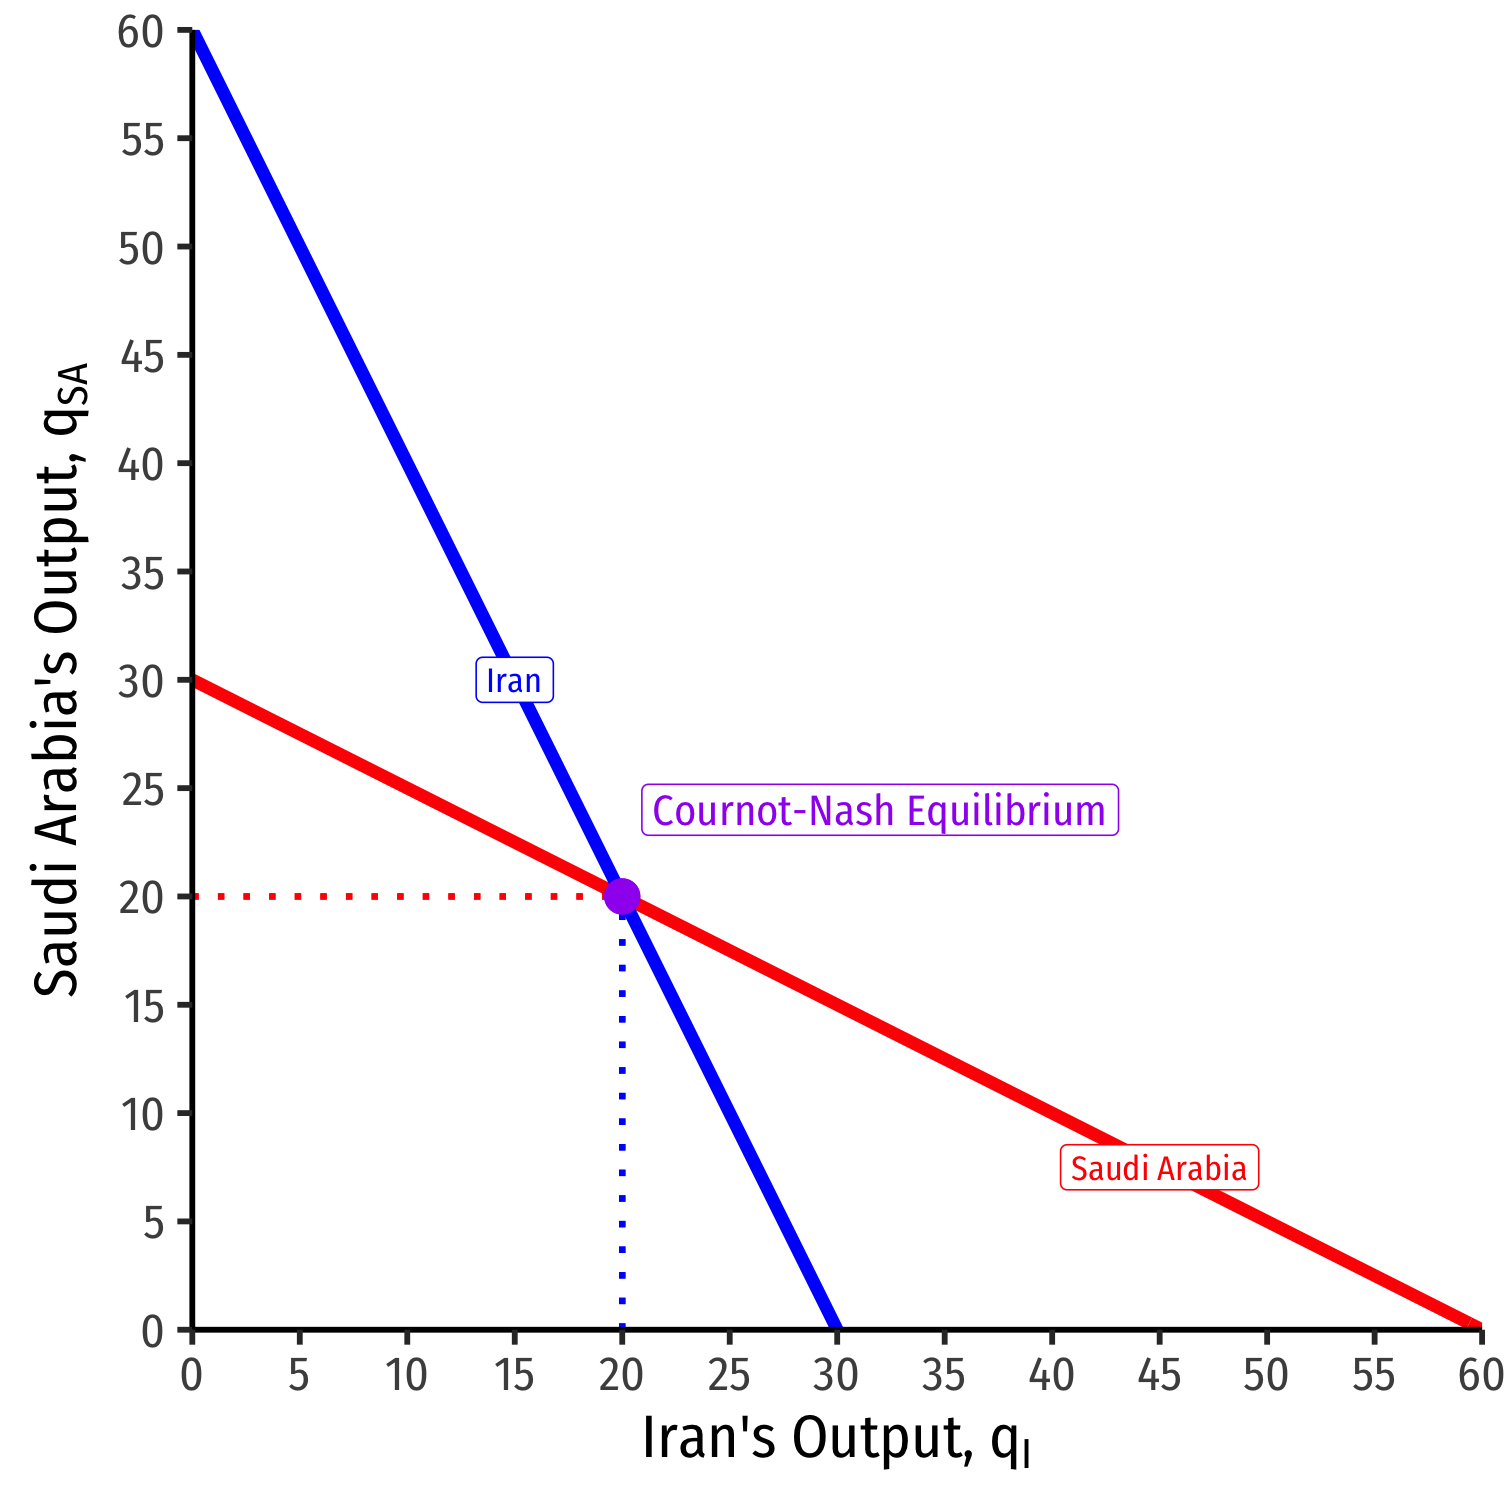 60
55
50
45
40
35
30
25
20
15
10
5
0
Saudi Arabia's Output, qSA
Iran
Cournot-Nash Equilibrium
Saudi Arabia
0 5 10 15 20 25 30 35 40 45 50 55 60
Iran's Output, qI